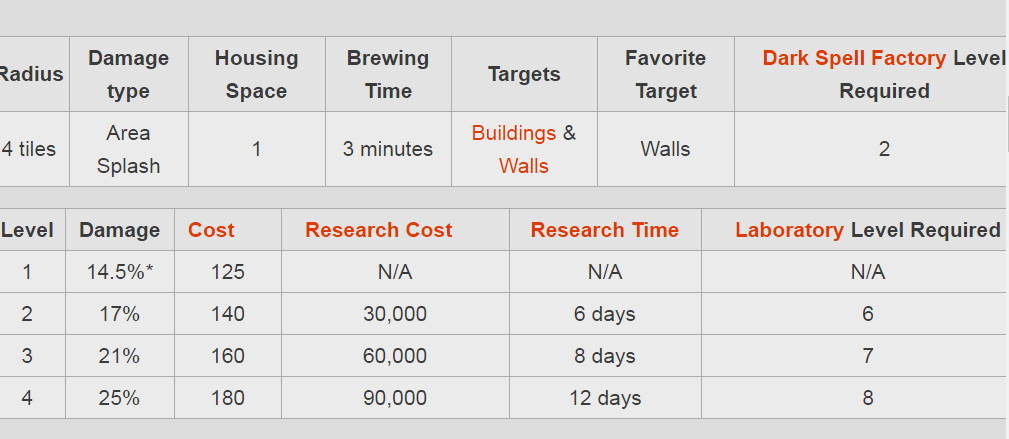 Radius Damage type Housing Space Brewing Time Targets Favorite Target Dark Spell Factory Level Required
4 tiles Area Splash 1 3 minutes Buildings & Walls Walls 2
Level Damage Cost Research Cost Research Time Laboratory Level Required
1 14.5%* 125 N/A N/A N/A
2 17% 140 30,000 6 days 6
3 21% 160 60,000 8 days 7
4 25% 180 90,000 12 days 8